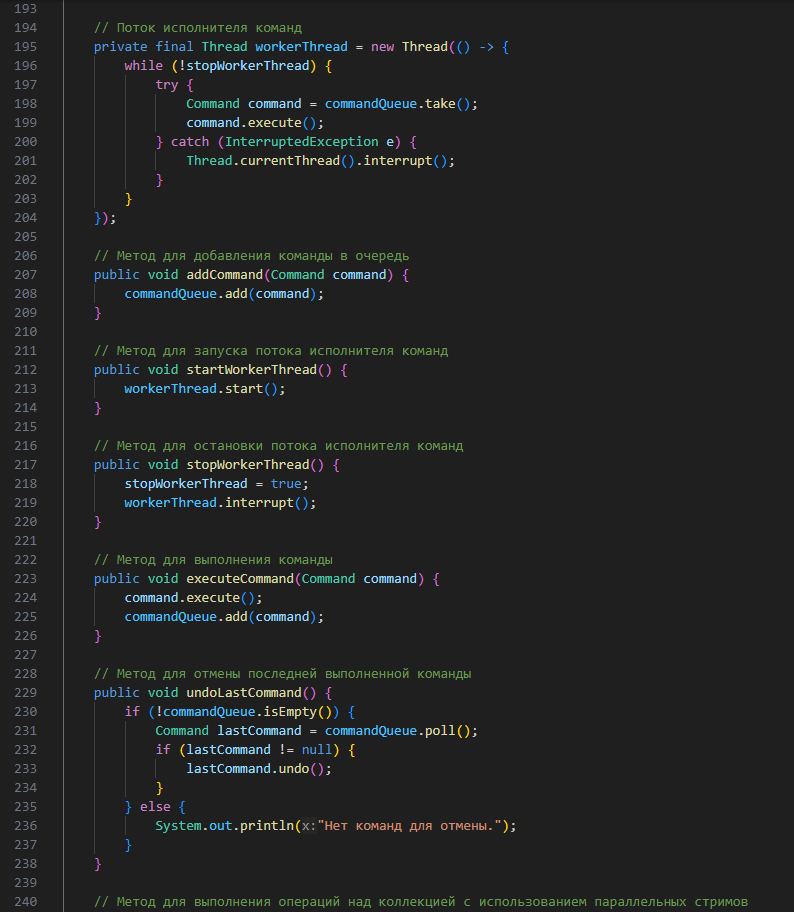 193
194 // Поток исполнителя команд
195 private final Thread workerThread = new Thread(() -> {
196 while (!stopWorkerThread) {
197 try {
198 Command command = commandQueue.take();
199 command.execute();
200 } catch (InterruptedException e) {
201 Thread.currentThread().interrupt();
202 }
203 }
204 });
205
206 // Метод для добавления команды в очередь
207 public void addCommand(Command command) {
208 commandQueue.add(command);
209 }
210
211 // Метод для запуска потока исполнителя команд
212 public void startWorkerThread() {
213 workerThread.start();
214 }
215
216 // Метод для остановки потока исполнителя команд
217 public void stopWorkerThread() {
218 stopWorkerThread = true;
219 workerThread.interrupt();
220 }
221
222 // Метод для выполнения команды
223 public void executeCommand(Command command) {
224 command.execute();
225 commandQueue.add(command);
226 }
227
228 // Метод для отмены последней выполненной команды
229 public void undoLastCommand() {
230 if (!commandQueue.isEmpty()) {
231 Command lastCommand = commandQueue.poll();
232 if (lastCommand != null) {
233 lastCommand.undo();
234 }
235 } else {
236 System.out.println(x:"Нет команд для отмены.");
237 }
238 }
239
240 // Метод для выполнения операций над коллекцией с использованием параллельных стримов